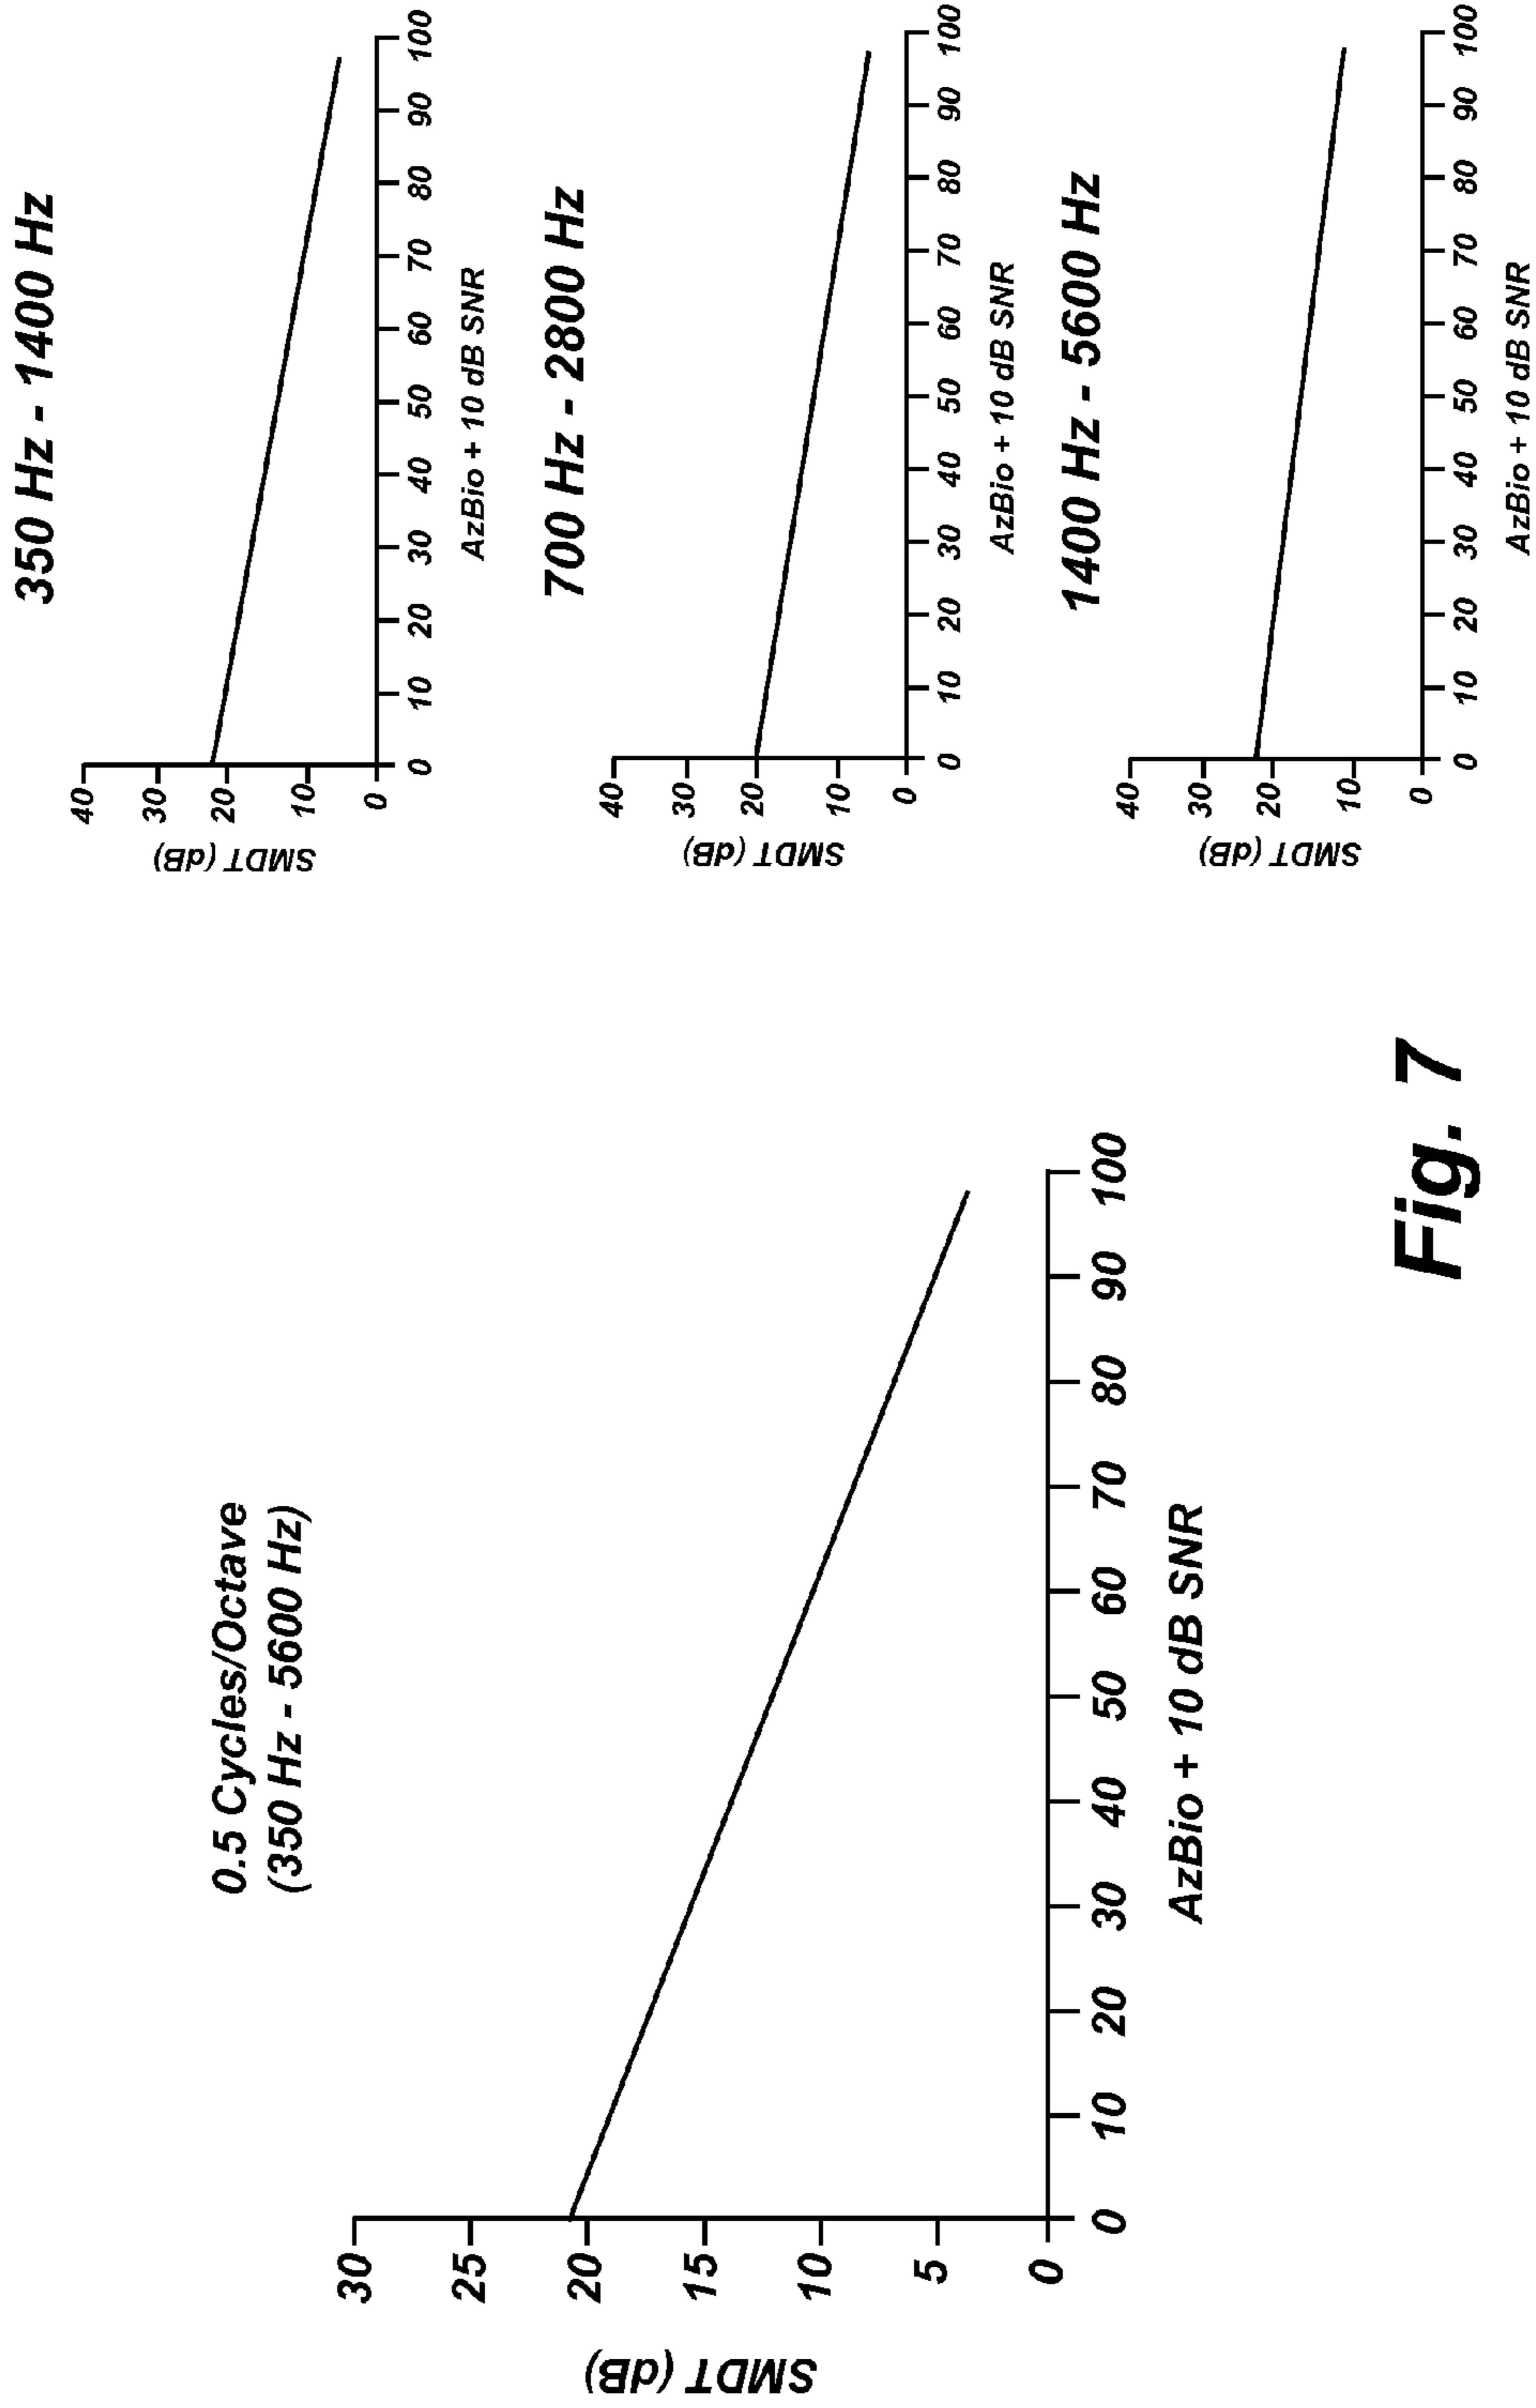 0.5 Cycles/Octave
(350 Hz - 5600 Hz)
SMDT (dB)
30
25
20
15
10
5
0
0 10 20 30 40 50 60 70 80 90 100
AzBio + 10 dB SNR
350 Hz - 1400 Hz
SMDT (dB)
40
30
20
10
0
0 10 20 30 40 50 60 70 80 90 100
AzBio + 10 dB SNR
700 Hz - 2800 Hz
SMDT (dB)
40
30
20
10
0
0 10 20 30 40 50 60 70 80 90 100
AzBio + 10 dB SNR
1400 Hz - 5600 Hz
SMDT (dB)
40
30
20
10
0
0 10 20 30 40 50 60 70 80 90 100
AzBio + 10 dB SNR
Fig. 7